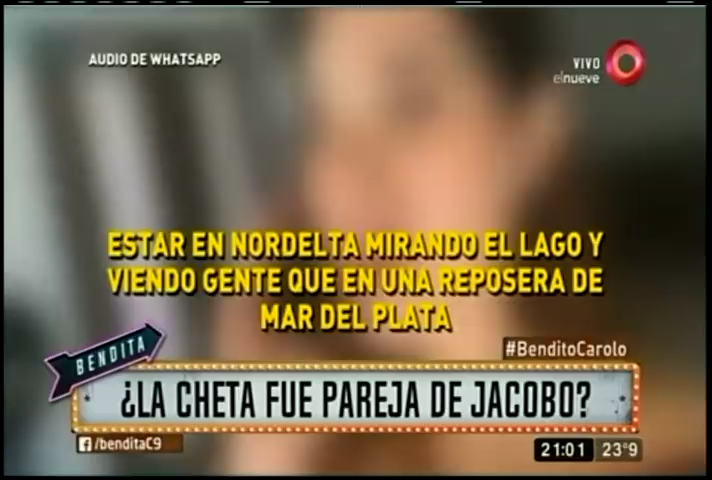 AUDIO DE WHATSAPP
VIVO
elnueve
ESTAR EN NORDELTA MIRANDO EL LAGO Y
VIENDO GENTE QUE EN UNA REPOSERA DE
MAR DEL PLATA
#BenditoCarolo
BENDITA
¿LA CHETA FUE PAREJA DE JACOBO?
f/benditaC9
21:01 23°9